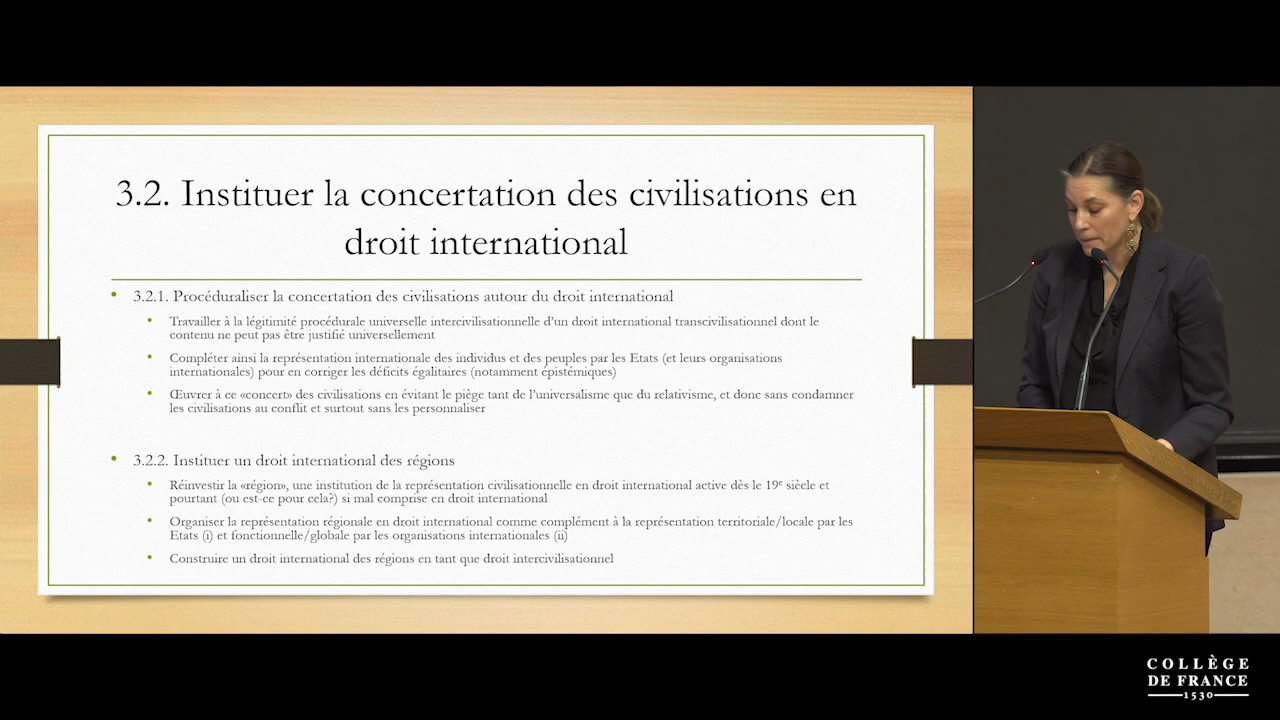 3.2. Instituer la concertation des civilisations en
droit international
3.2.1. Procéduraliser la concertation des civilisations autour du droit international
Travailler à la légitimité procédurale universelle intercivilisationnelle d'un droit international transcivilisationnel dont le
contenu ne peut pas être justifié universellement
Compléter ainsi la représentation internationale des individus et des peuples par les Etats (et leurs organisations
internationales) pour en corriger les déficits égalitaires (notamment épistémiques)
Œuvrer à ce «concert» des civilisations en évitant le piège tant de l'universalisme que du relativisme, et donc sans condamner
les civilisations au conflit et surtout sans les personnaliser
3.2.2. Instituer un droit international des régions
Réinvestir la «région», une institution de la représentation civilisationnelle en droit international active dès le 19e siècle et
pourtant (ou est-ce pour cela?) si mal comprise en droit international
Organiser la représentation régionale en droit international comme complément à la représentation territoriale/locale par les
Etats (i) et fonctionnelle/globale par les organisations internationales (ii)
Construire un droit international des régions en tant que droit intercivilisationnel
COLLÈGE
DE FRANCE
1530